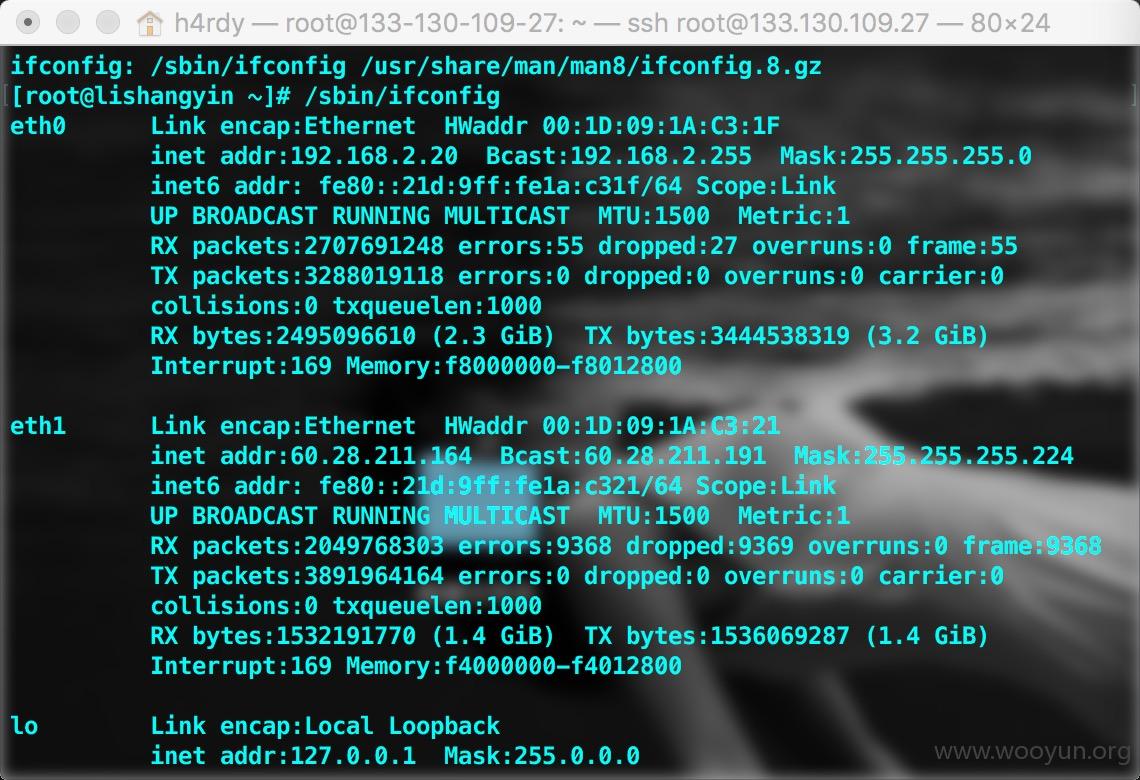 h4rdy — root@133-130-109-27: ~ — ssh root@133.130.109.27 — 80×24
ifconfig: /sbin/ifconfig /usr/share/man/man8/ifconfig.8.gz
[root@lishangyin ~]# /sbin/ifconfig
eth0      Link encap:Ethernet  HWaddr 00:1D:09:1A:C3:1F
          inet addr:192.168.2.20  Bcast:192.168.2.255  Mask:255.255.255.0
          inet6 addr: fe80::21d:9ff:fe1a:c31f/64 Scope:Link
          UP BROADCAST RUNNING MULTICAST  MTU:1500  Metric:1
          RX packets:2707691248 errors:55 dropped:27 overruns:0 frame:55
          TX packets:3288019118 errors:0 dropped:0 overruns:0 carrier:0
          collisions:0 txqueuelen:1000
          RX bytes:2495096610 (2.3 GiB)  TX bytes:3444538319 (3.2 GiB)
          Interrupt:169 Memory:f8000000-f8012800
eth1      Link encap:Ethernet  HWaddr 00:1D:09:1A:C3:21
          inet addr:60.28.211.164  Bcast:60.28.211.191  Mask:255.255.255.224
          inet6 addr: fe80::21d:9ff:fe1a:c321/64 Scope:Link
          UP BROADCAST RUNNING MULTICAST  MTU:1500  Metric:1
          RX packets:2049768303 errors:9368 dropped:9369 overruns:0 frame:9368
          TX packets:3891964164 errors:0 dropped:0 overruns:0 carrier:0
          collisions:0 txqueuelen:1000
          RX bytes:1532191770 (1.4 GiB)  TX bytes:1536069287 (1.4 GiB)
          Interrupt:169 Memory:f4000000-f4012800
lo        Link encap:Local Loopback
          inet addr:127.0.0.1  Mask:255.0.0.0
www.wooyun.org